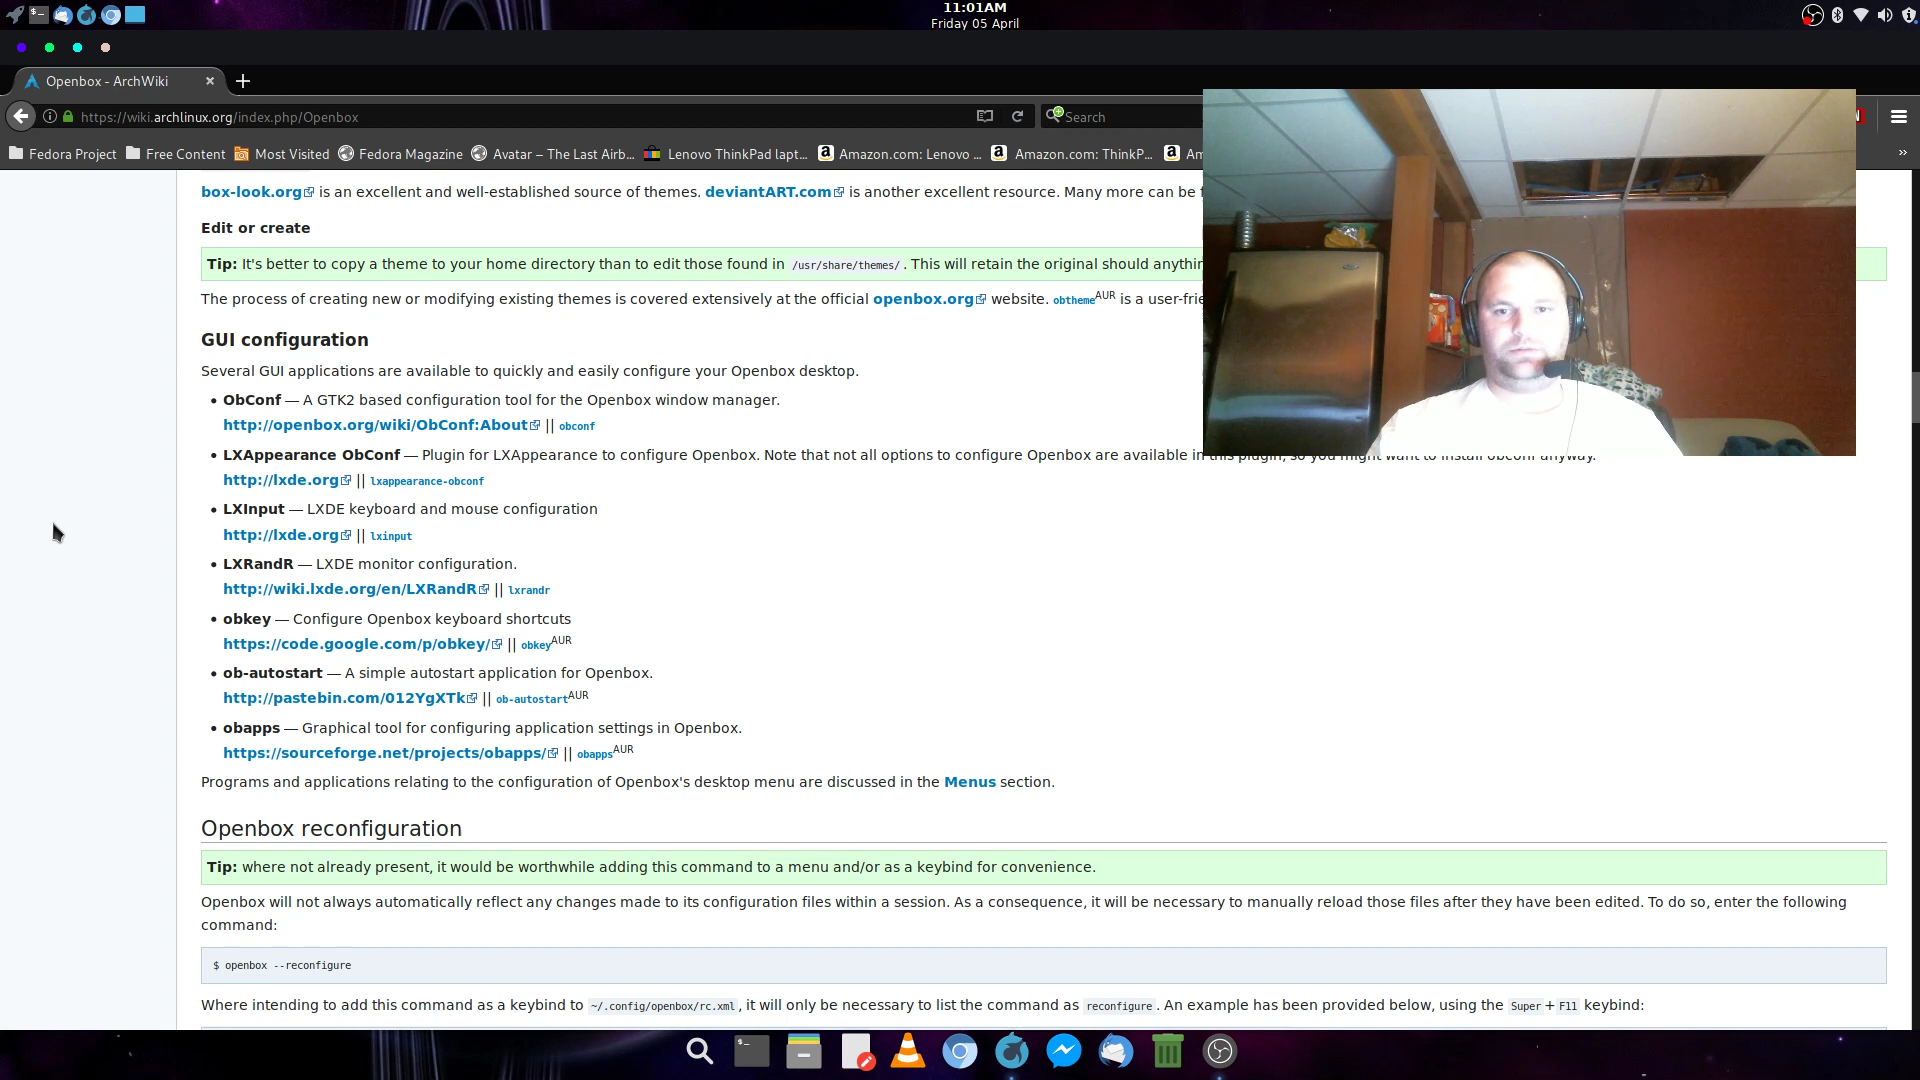 11:01AM
Friday 05 April
Openbox - ArchWiki
https://wiki.archlinux.org/index.php/Openbox
Search
Fedora Project Free Content Most Visited Fedora Magazine Avatar – The Last Airb... Lenovo ThinkPad lapt... Amazon.com: Lenovo ... Amazon.com: ThinkP... Am »
box-look.org is an excellent and well-established source of themes. deviantART.com is another excellent resource. Many more can be f
Edit or create
Tip: It's better to copy a theme to your home directory than to edit those found in /usr/share/themes/. This will retain the original should anythin
The process of creating new or modifying existing themes is covered extensively at the official openbox.org website. obthemeAUR is a user-frie
GUI configuration
Several GUI applications are available to quickly and easily configure your Openbox desktop.
• ObConf — A GTK2 based configuration tool for the Openbox window manager.
http://openbox.org/wiki/ObConf:About || obconf
• LXAppearance ObConf — Plugin for LXAppearance to configure Openbox. Note that not all options to configure Openbox are available in this plugin, so you might want to install obconf anyway.
http://lxde.org || lxappearance-obconf
• LXInput — LXDE keyboard and mouse configuration
http://lxde.org || lxinput
• LXRandR — LXDE monitor configuration.
http://wiki.lxde.org/en/LXRandR || lxrandr
• obkey — Configure Openbox keyboard shortcuts
https://code.google.com/p/obkey/ || obkeyAUR
• ob-autostart — A simple autostart application for Openbox.
http://pastebin.com/012YgXTk || ob-autostartAUR
• obapps — Graphical tool for configuring application settings in Openbox.
https://sourceforge.net/projects/obapps/ || obappsAUR
Programs and applications relating to the configuration of Openbox's desktop menu are discussed in the Menus section.
Openbox reconfiguration
Tip: where not already present, it would be worthwhile adding this command to a menu and/or as a keybind for convenience.
Openbox will not always automatically reflect any changes made to its configuration files within a session. As a consequence, it will be necessary to manually reload those files after they have been edited. To do so, enter the following
command:
$ openbox --reconfigure
Where intending to add this command as a keybind to ~/.config/openbox/rc.xml, it will only be necessary to list the command as reconfigure. An example has been provided below, using the Super+F11 keybind: